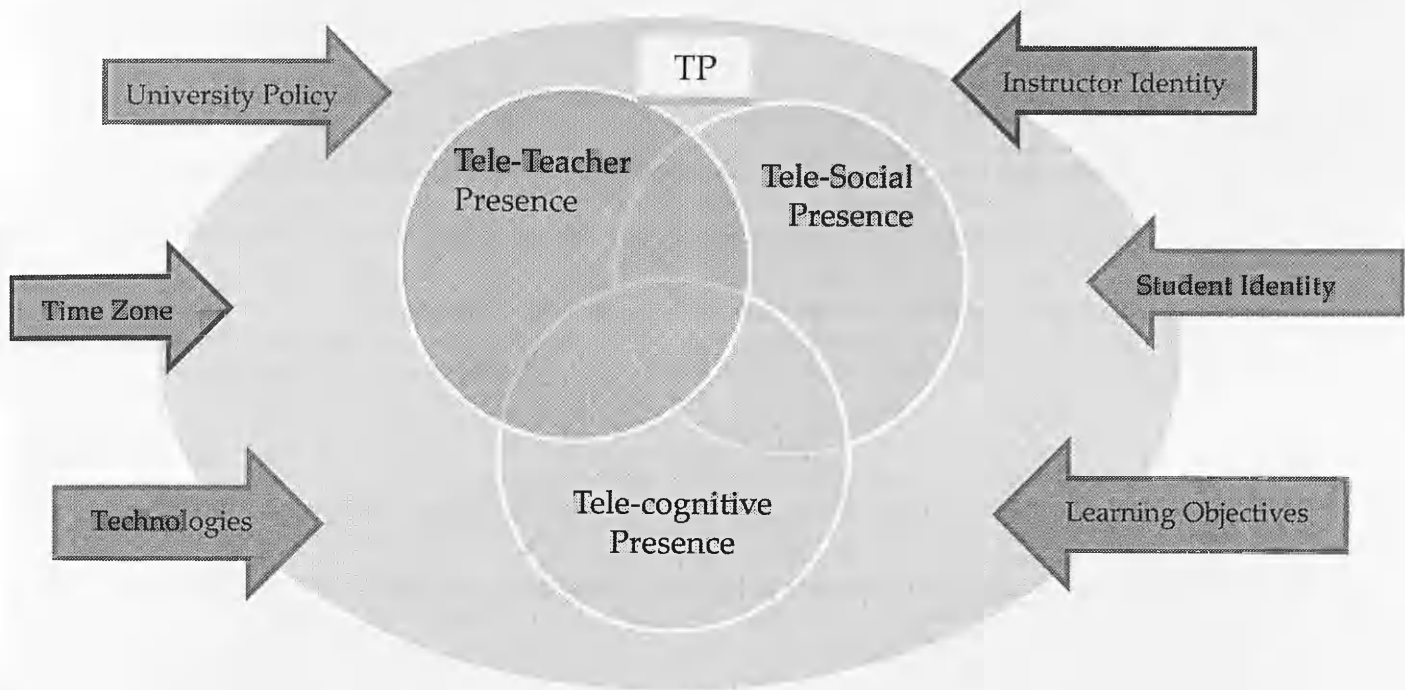 TP
University Policy
Instructor Identity
Tele-Teacher
Presence
Tele-Social
Presence
Time Zone
Student Identity
Technologies
Tele-cognitive
Presence
Learning Objectives